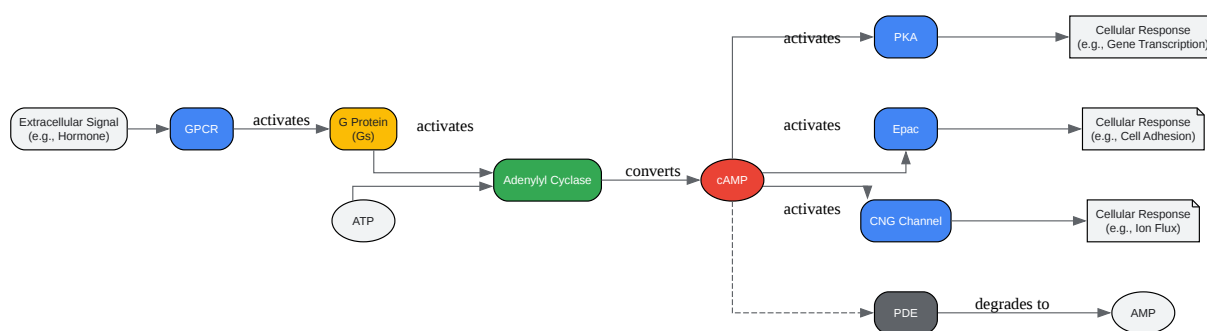 activates
PKA
Cellular Response
(e.g., Gene Transcription)
Extracellular Signal
(e.g., Hormone)
GPCR
activates
G Protein
(Gs)
activates
activates
Epac
Cellular Response
(e.g., Cell Adhesion)
ATP
Adenylyl Cyclase
converts
cAMP
activates
CNG Channel
Cellular Response
(e.g., Ion Flux)
PDE
degrades to
AMP